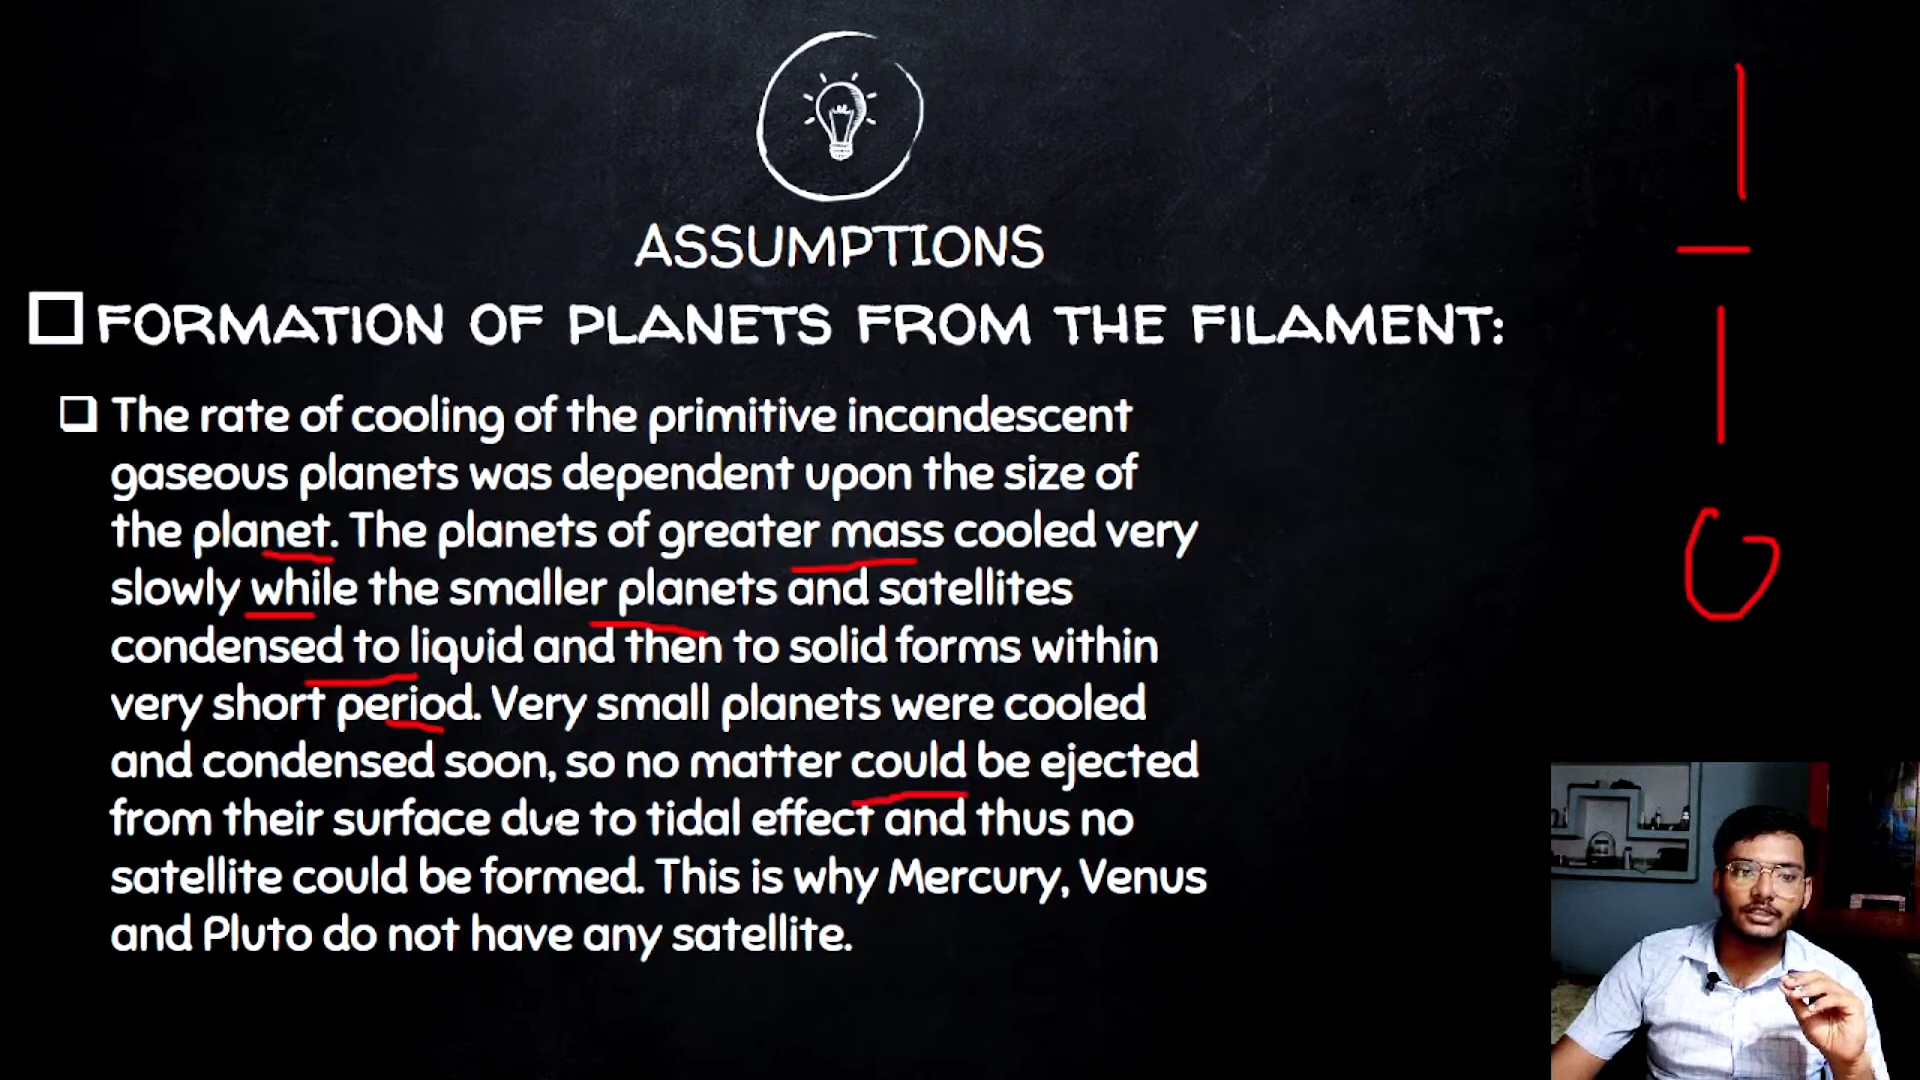 ASSUMPTIONS
FORMATION OF PLANETS FROM THE FILAMENT:
The rate of cooling of the primitive incandescent
gaseous planets was dependent upon the size of
the planet. The planets of greater mass cooled very
slowly while the smaller planets and satellites
condensed to liquid and then to solid forms within
very short period. Very small planets were cooled
and condensed soon, so no matter could be ejected
from their surface due to tidal effect and thus no
satellite could be formed. This is why Mercury, Venus
and Pluto do not have any satellite.